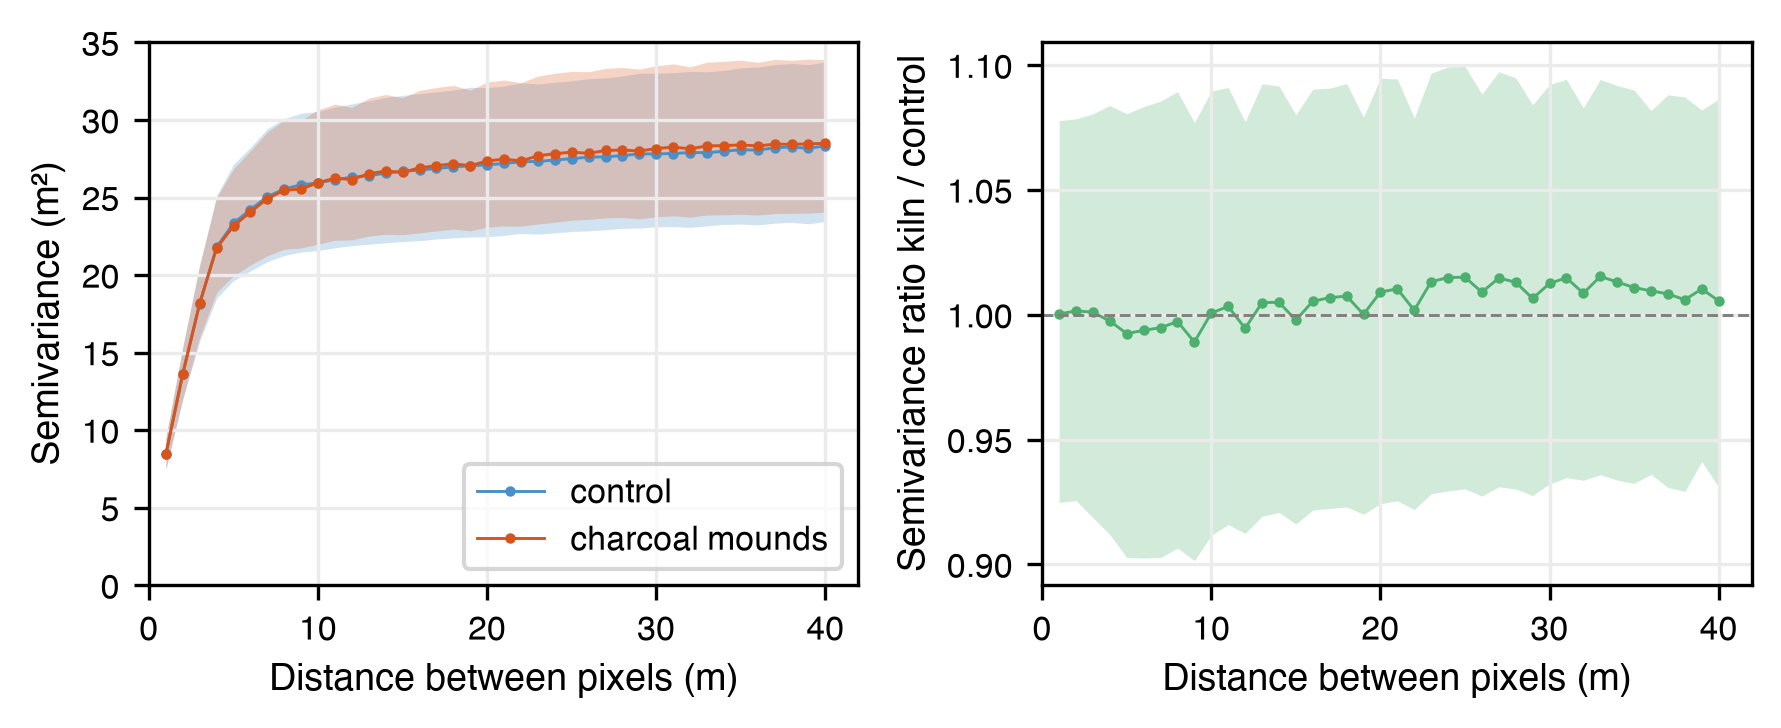 35
30
25
20
15
10
5
0
0 10 20 30 40
Semivariance (m²)
Distance between pixels (m)
control
charcoal mounds
1.10
1.05
1.00
0.95
0.90
0 10 20 30 40
Semivariance ratio kiln / control
Distance between pixels (m)